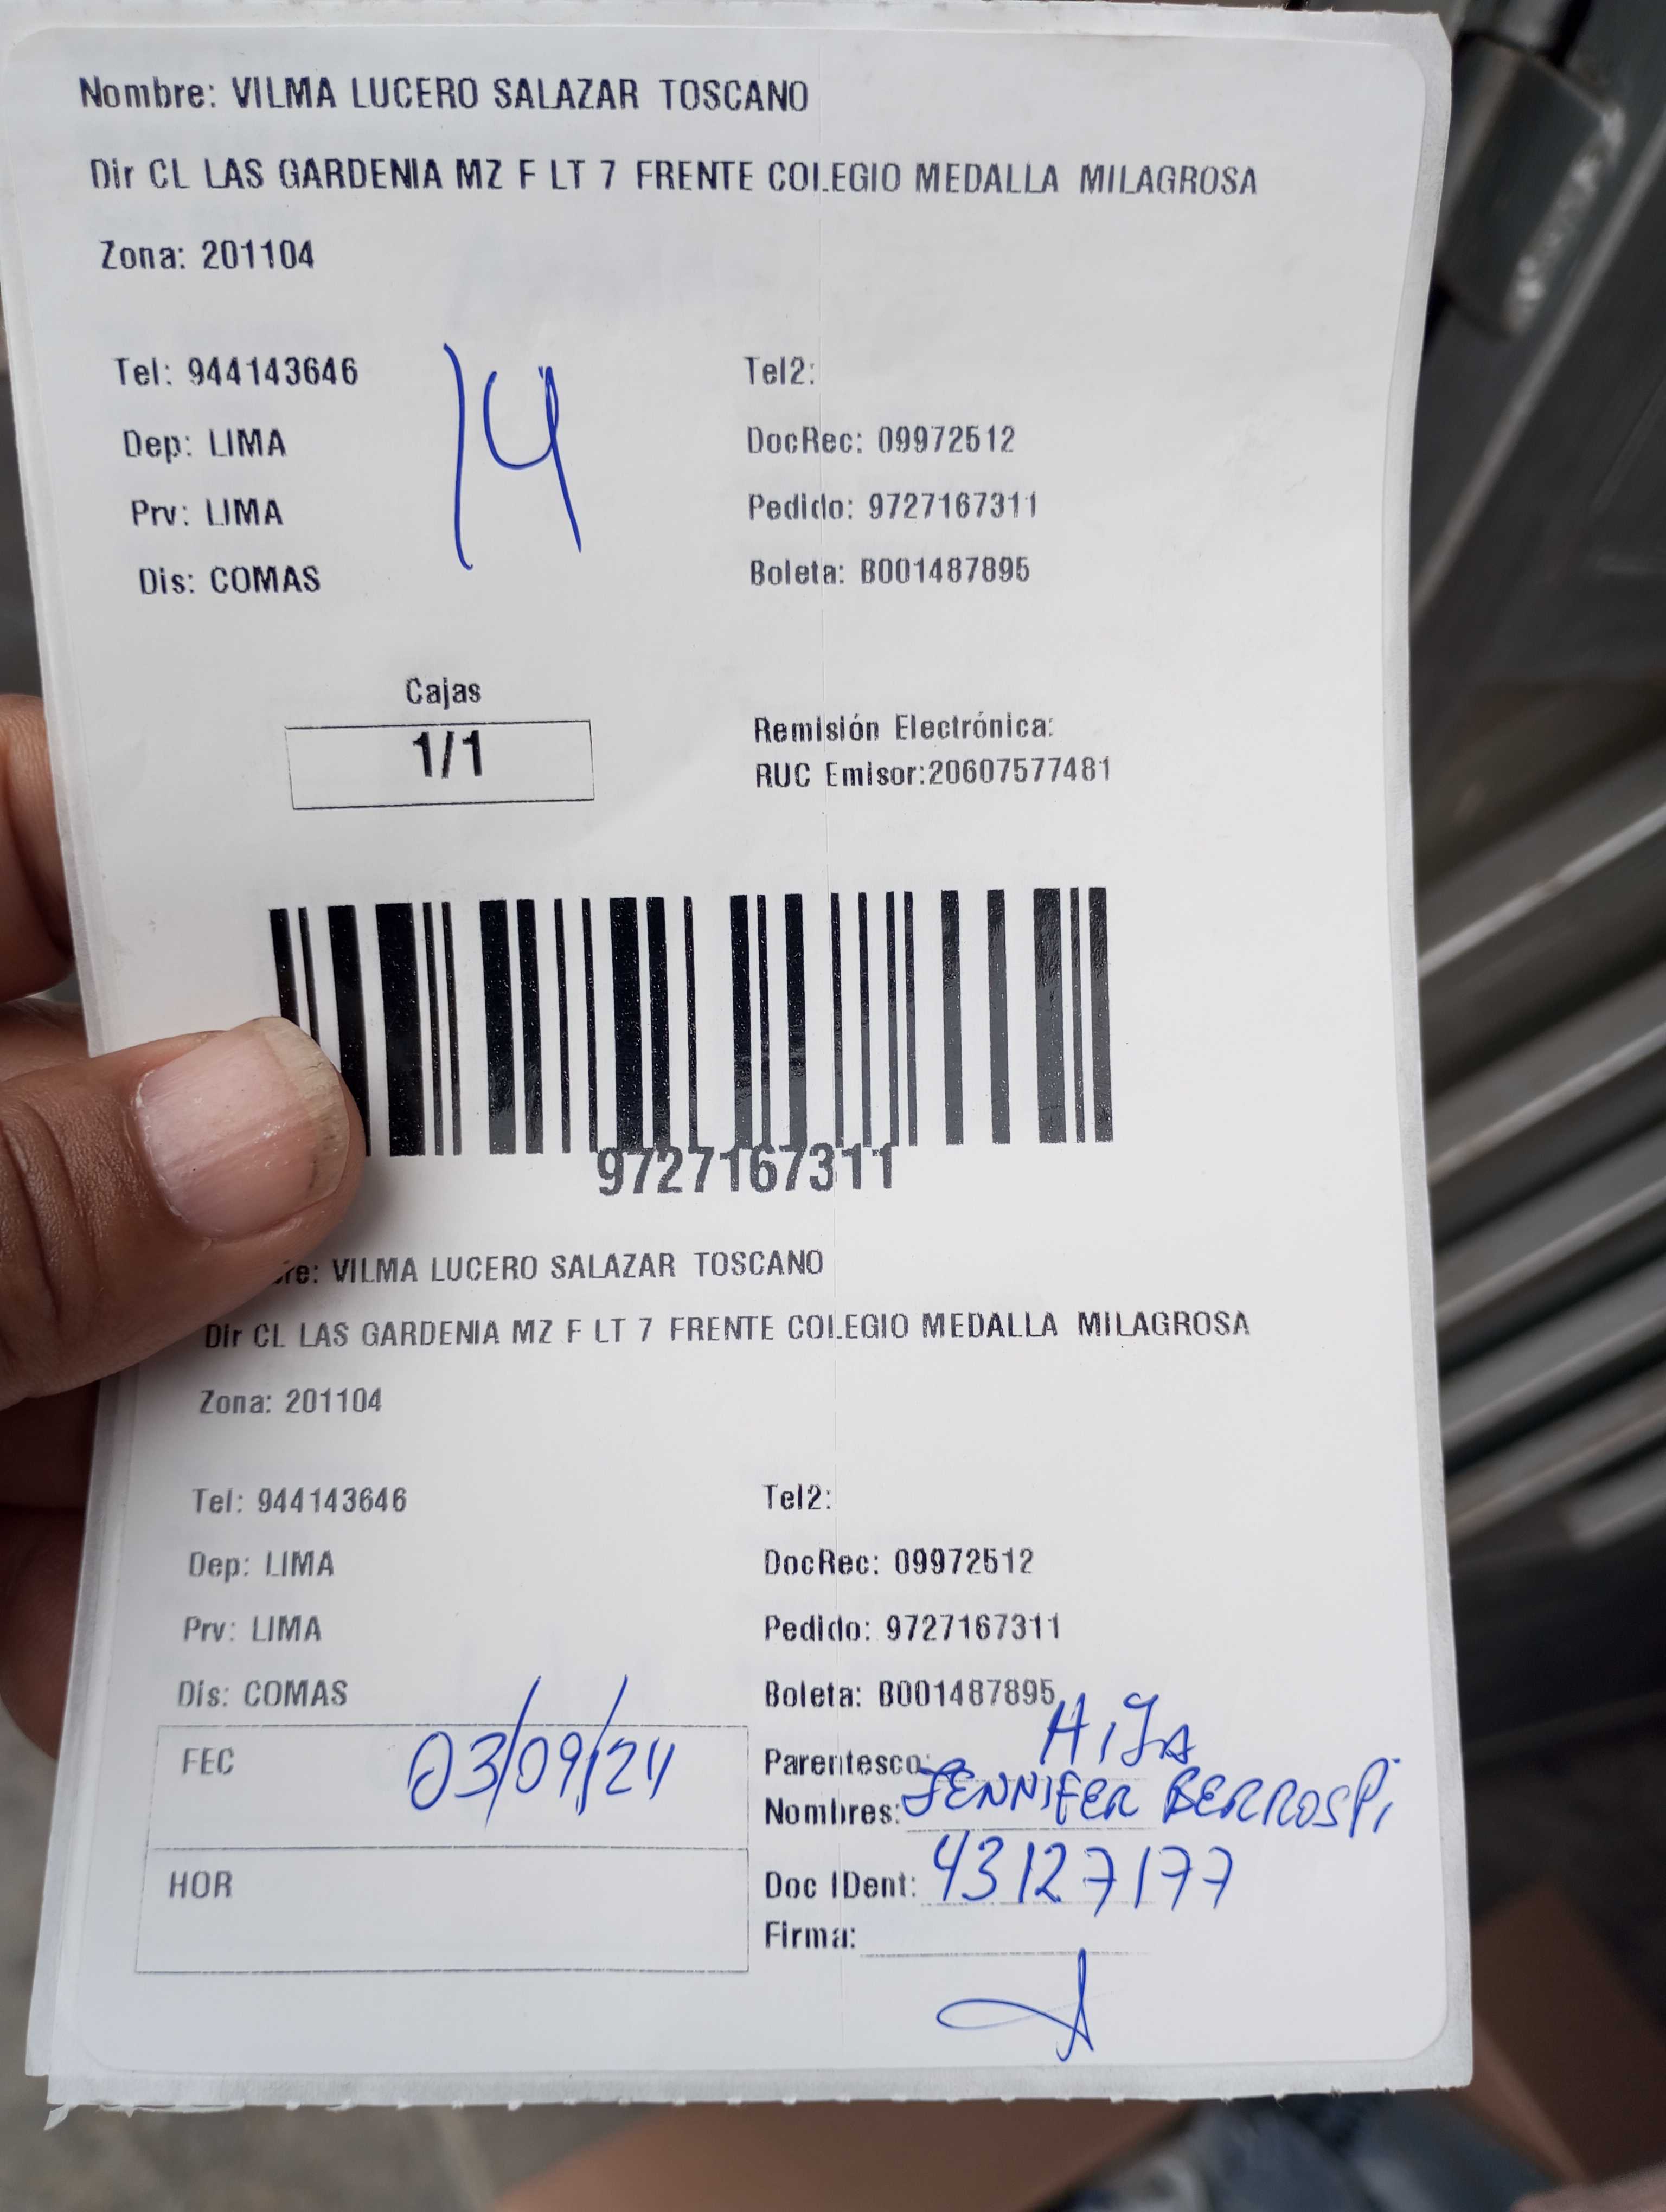 Nombre: VILMA LUCERO SALAZAR TOSCANO
Dir CL LAS GARDENIA MZ F LT 7 FRENTE COLEGIO MEDALLA MILAGROSA
Zona: 201104
Tel: 944143646
14
Tel2:
Dep: LIMA
DocRec: 09972512
Prv: LIMA
Pedido: 9727167311
Dis: COMAS
Boleta: B001487895
Cajas
1/1
Remisión Electrónica:
RUC Emisor:20607577481
9727167311
re: VILMA LUCERO SALAZAR TOSCANO
Dir CL LAS GARDENIA MZ F LT 7 FRENTE COLEGIO MEDALLA MILAGROSA
Zona: 201104
Tel: 944143646
Tel2:
Dep: LIMA
DocRec: 09972512
Prv: LIMA
Pedido: 9727167311
Dis: COMAS
Boleta: B001487895
FEC 03/09/24
Parentesco: HIJA
Nombres: JENNIFER BERROSPi
HOR
Doc IDent: 43127177
Firma: